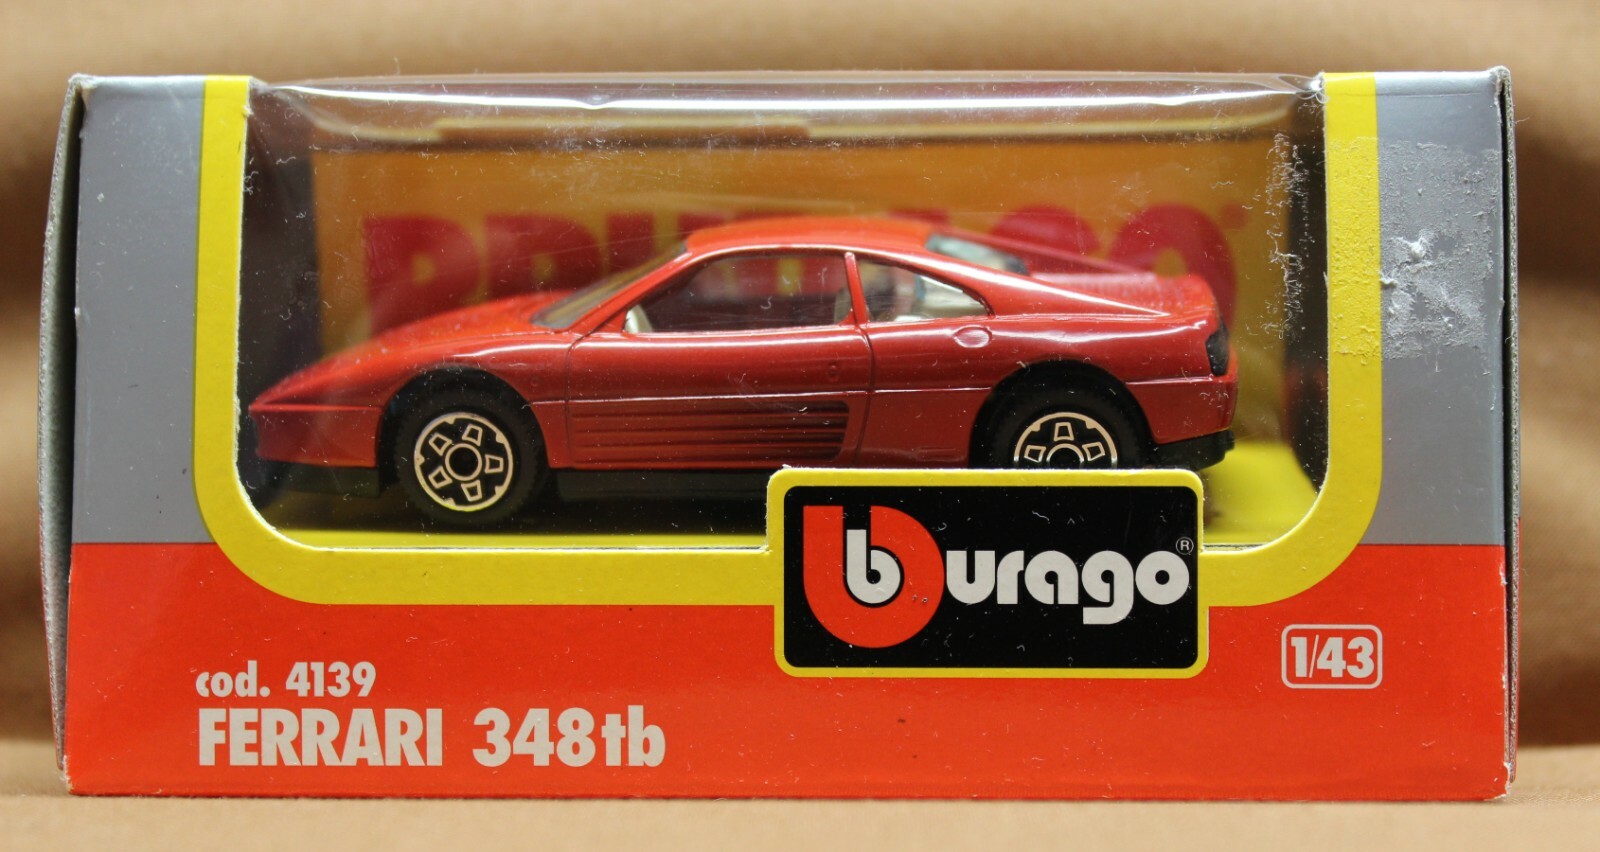 burago®
cod. 4139
FERRARI 348tb
1/43